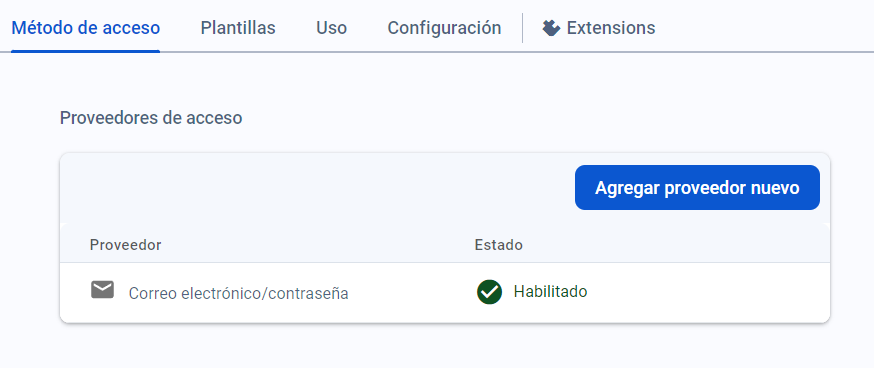 Método de acceso Plantillas Uso Configuración Extensions
Proveedores de acceso
Agregar proveedor nuevo
Proveedor Estado
Correo electrónico/contraseña Habilitado